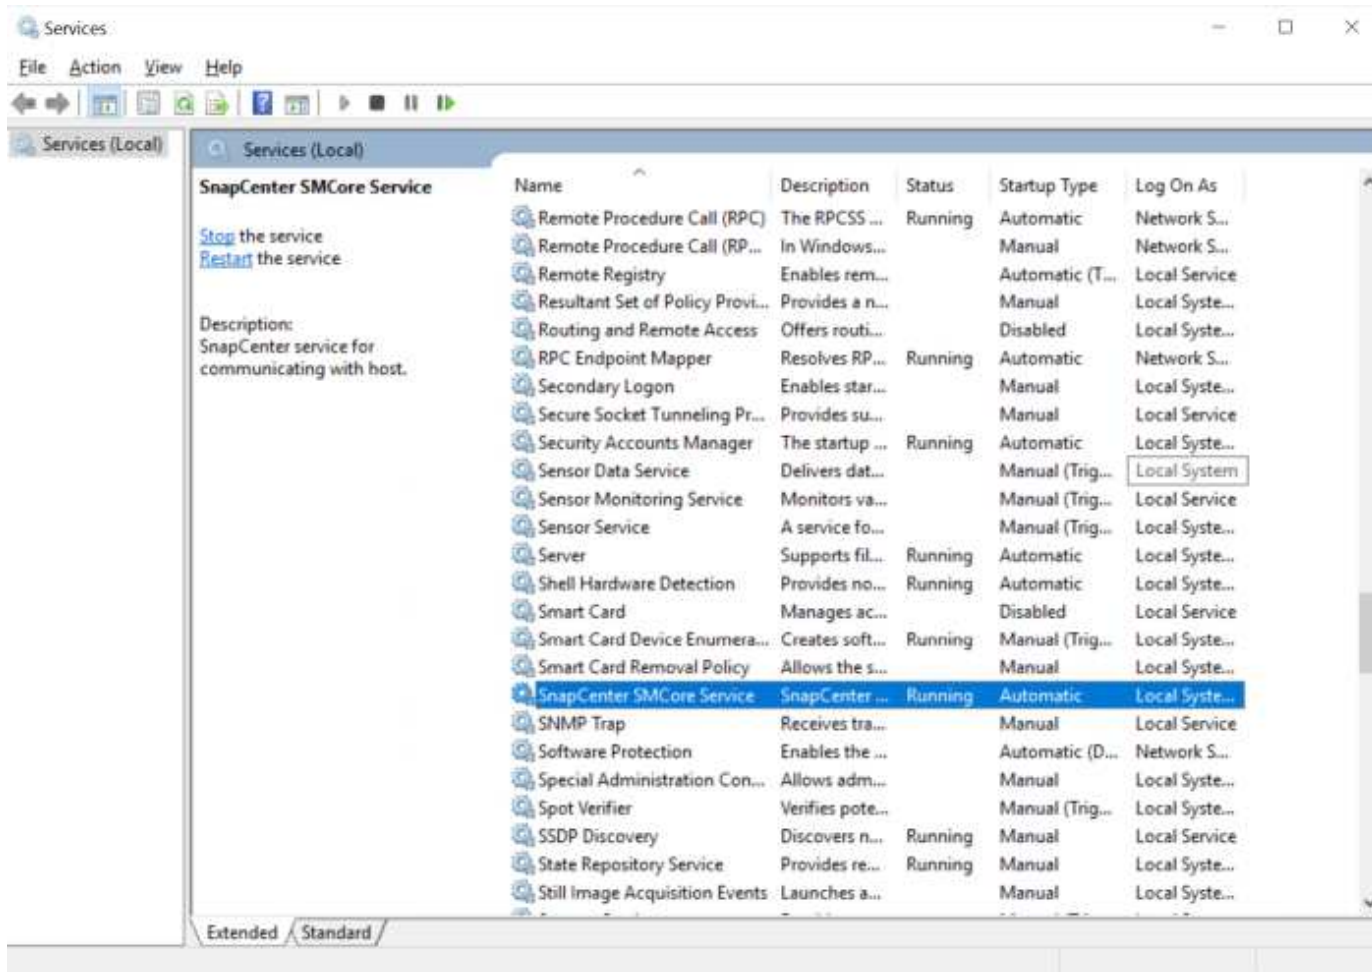 Services
File Action View Help
Services (Local)
Services (Local)
SnapCenter SMCore Service
Stop the service
Restart the service
Description:
SnapCenter service for
communicating with host.
Name Description Status Startup Type Log On As
Remote Procedure Call (RPC) The RPCSS ... Running Automatic Network S...
Remote Procedure Call (RP... In Windows... Manual Network S...
Remote Registry Enables rem... Automatic (T... Local Service
Resultant Set of Policy Provi... Provides a n... Manual Local Syste...
Routing and Remote Access Offers routi... Disabled Local Syste...
RPC Endpoint Mapper Resolves RP... Running Automatic Network S...
Secondary Logon Enables star... Manual Local Syste...
Secure Socket Tunneling Pr... Provides su... Manual Local Service
Security Accounts Manager The startup ... Running Automatic Local Syste...
Sensor Data Service Delivers dat... Manual (Trig... Local System
Sensor Monitoring Service Monitors va... Manual (Trig... Local Service
Sensor Service A service fo... Manual (Trig... Local Syste...
Server Supports fil... Running Automatic Local Syste...
Shell Hardware Detection Provides no... Running Automatic Local Syste...
Smart Card Manages ac... Disabled Local Service
Smart Card Device Enumera... Creates soft... Running Manual (Trig... Local Syste...
Smart Card Removal Policy Allows the s... Manual Local Syste...
SnapCenter SMCore Service SnapCenter ... Running Automatic Local Syste...
SNMP Trap Receives tra... Manual Local Service
Software Protection Enables the ... Automatic (D... Network S...
Special Administration Con... Allows adm... Manual Local Syste...
Spot Verifier Verifies pote... Manual (Trig... Local Syste...
SSDP Discovery Discovers n... Running Manual Local Service
State Repository Service Provides re... Running Manual Local Syste...
Still Image Acquisition Events Launches a... Manual Local Syste...
Extended Standard